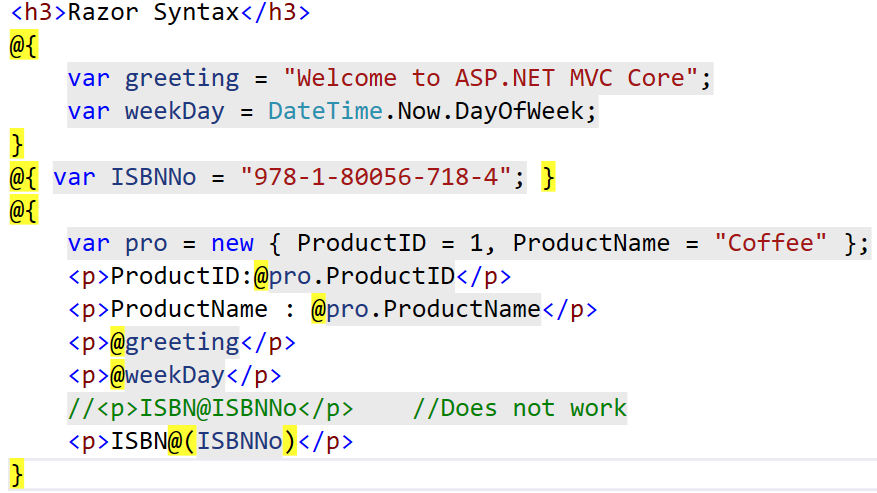 <h3>Razor Syntax</h3>
@{
    var greeting = "Welcome to ASP.NET MVC Core";
    var weekDay = DateTime.Now.DayOfWeek;
}
@{ var ISBNNo = "978-1-80056-718-4"; }
@{
    var pro = new { ProductID = 1, ProductName = "Coffee" };
    <p>ProductID:@pro.ProductID</p>
    <p>ProductName : @pro.ProductName</p>
    <p>@greeting</p>
    <p>@weekDay</p>
    //<p>ISBN@ISBNNo</p>    //Does not work
    <p>ISBN@(ISBNNo)</p>
}